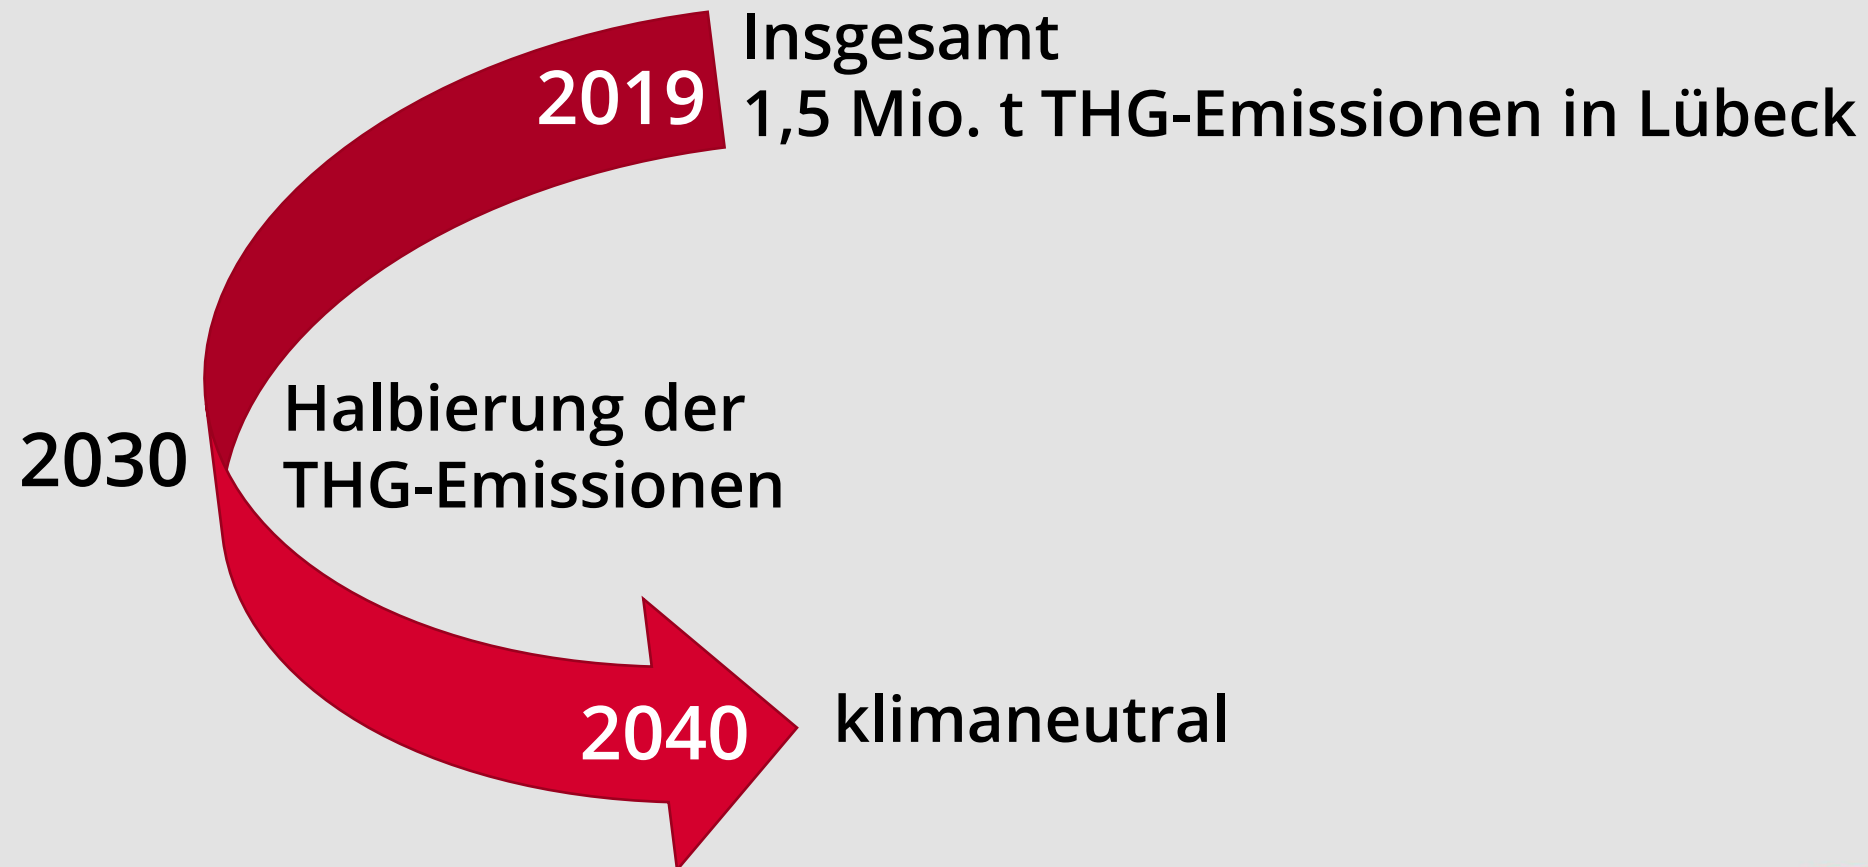 2019
Insgesamt
1,5 Mio. t THG-Emissionen in Lübeck
2030
Halbierung der
THG-Emissionen
2040
klimaneutral